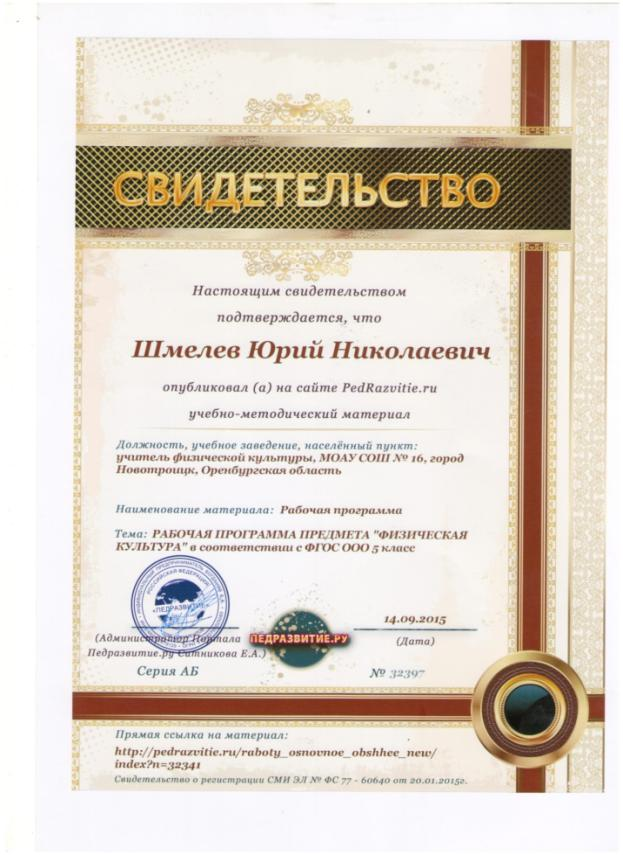 СВИДЕТЕЛЬСТВО
Настоящим свидетельством
подтверждается, что
Шмелев Юрий Николаевич
опубликовал (а) на сайте PedRazvitie.ru
учебно-методический материал
Должность, учебное заведение, населённый пункт:
учитель физической культуры, МОАУ СОШ № 16, город
Новотроицк, Оренбургская область
Наименование материала: Рабочая программа
Тема: РАБОЧАЯ ПРОГРАММА ПРЕДМЕТА "ФИЗИЧЕСКАЯ
КУЛЬТУРА" в соответствии с ФГОС ООО 5 класс
РОССИЙСКАЯ ФЕДЕРАЦИЯ
«ПЕДРАЗВИТИЕ»
ПЕДРАЗВИТИЕ.РУ
14.09.2015
(Администратор Портала
Педразвитие.ру Ситникова Е.А.)
(Дата)
Серия АБ
№ 32397
Прямая ссылка на материал:
http://pedrazvitie.ru/raboty_osnovnoe_obshhee_new/
index?n=32341
Свидетельство о регистрации СМИ ЭЛ № ФС 77 - 60640 от 20.01.2015г.